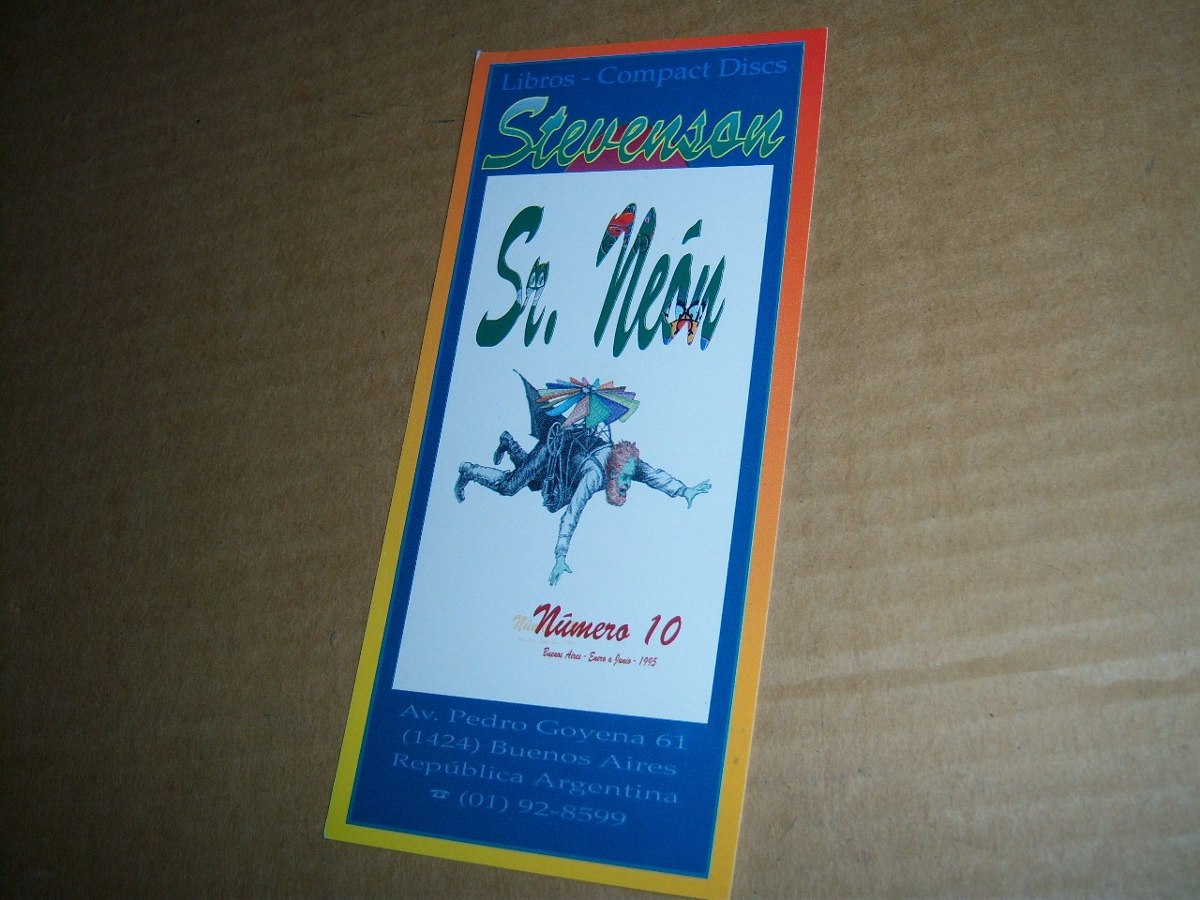 Libros - Compact Discs
Stevenson
Sr. Neón
Número 10
Buenos Aires - Enero a Junio - 1995
Av. Pedro Goyena 61
(1424) Buenos Aires
República Argentina
☎ (01) 92-8599